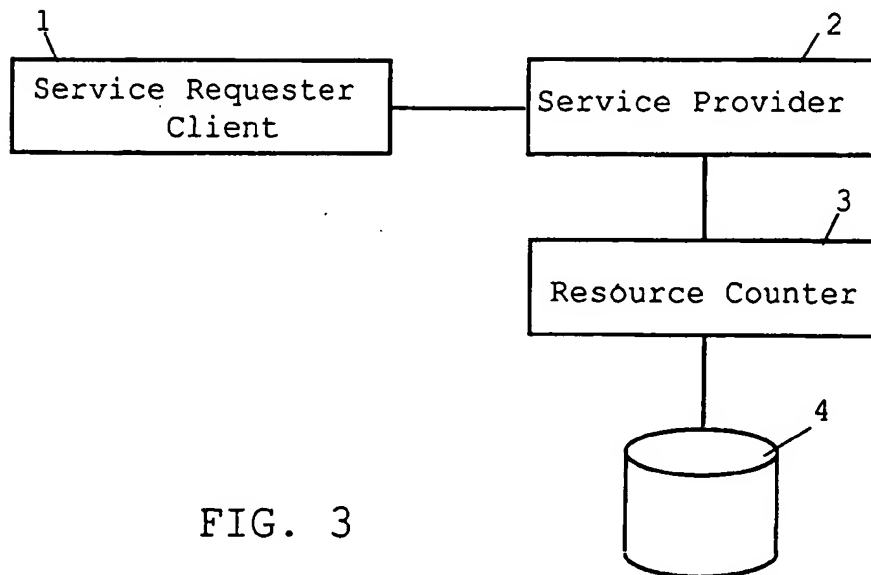 1
2
Service Requester
Client
Service Provider
3
Resource Counter
4
FIG. 3